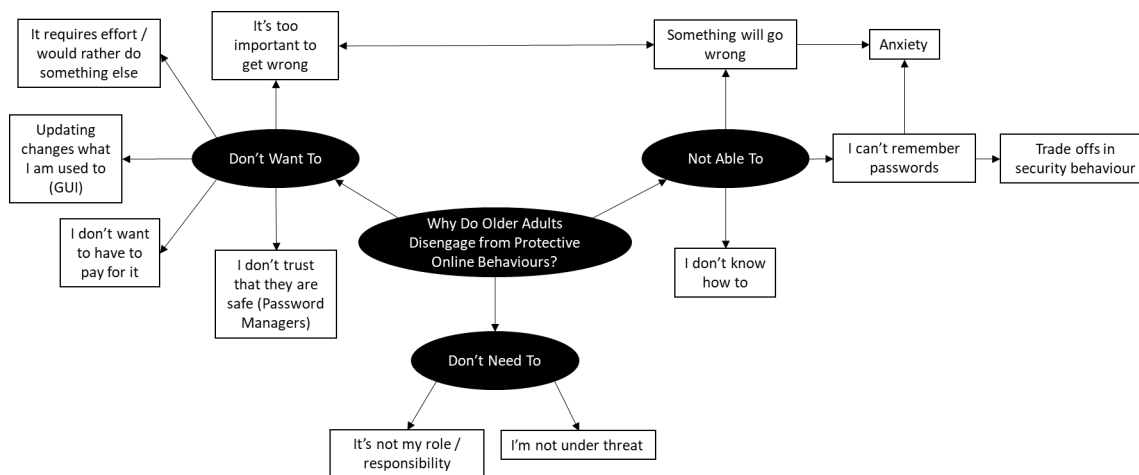 It requires effort /
would rather do
something else
It's too
important to
get wrong
Something will go
wrong
Anxiety
Updating
changes what
I am used to
(GUI)
Don't Want To
Not Able To
I can't remember
passwords
Trade offs in
security behaviour
I don't want
to have to
pay for it
I don't trust
that they are
safe (Password
Managers)
Why Do Older Adults
Disengage from Protective
Online Behaviours?
I don't know
how to
Don't Need To
It's not my role /
responsibility
I'm not under threat